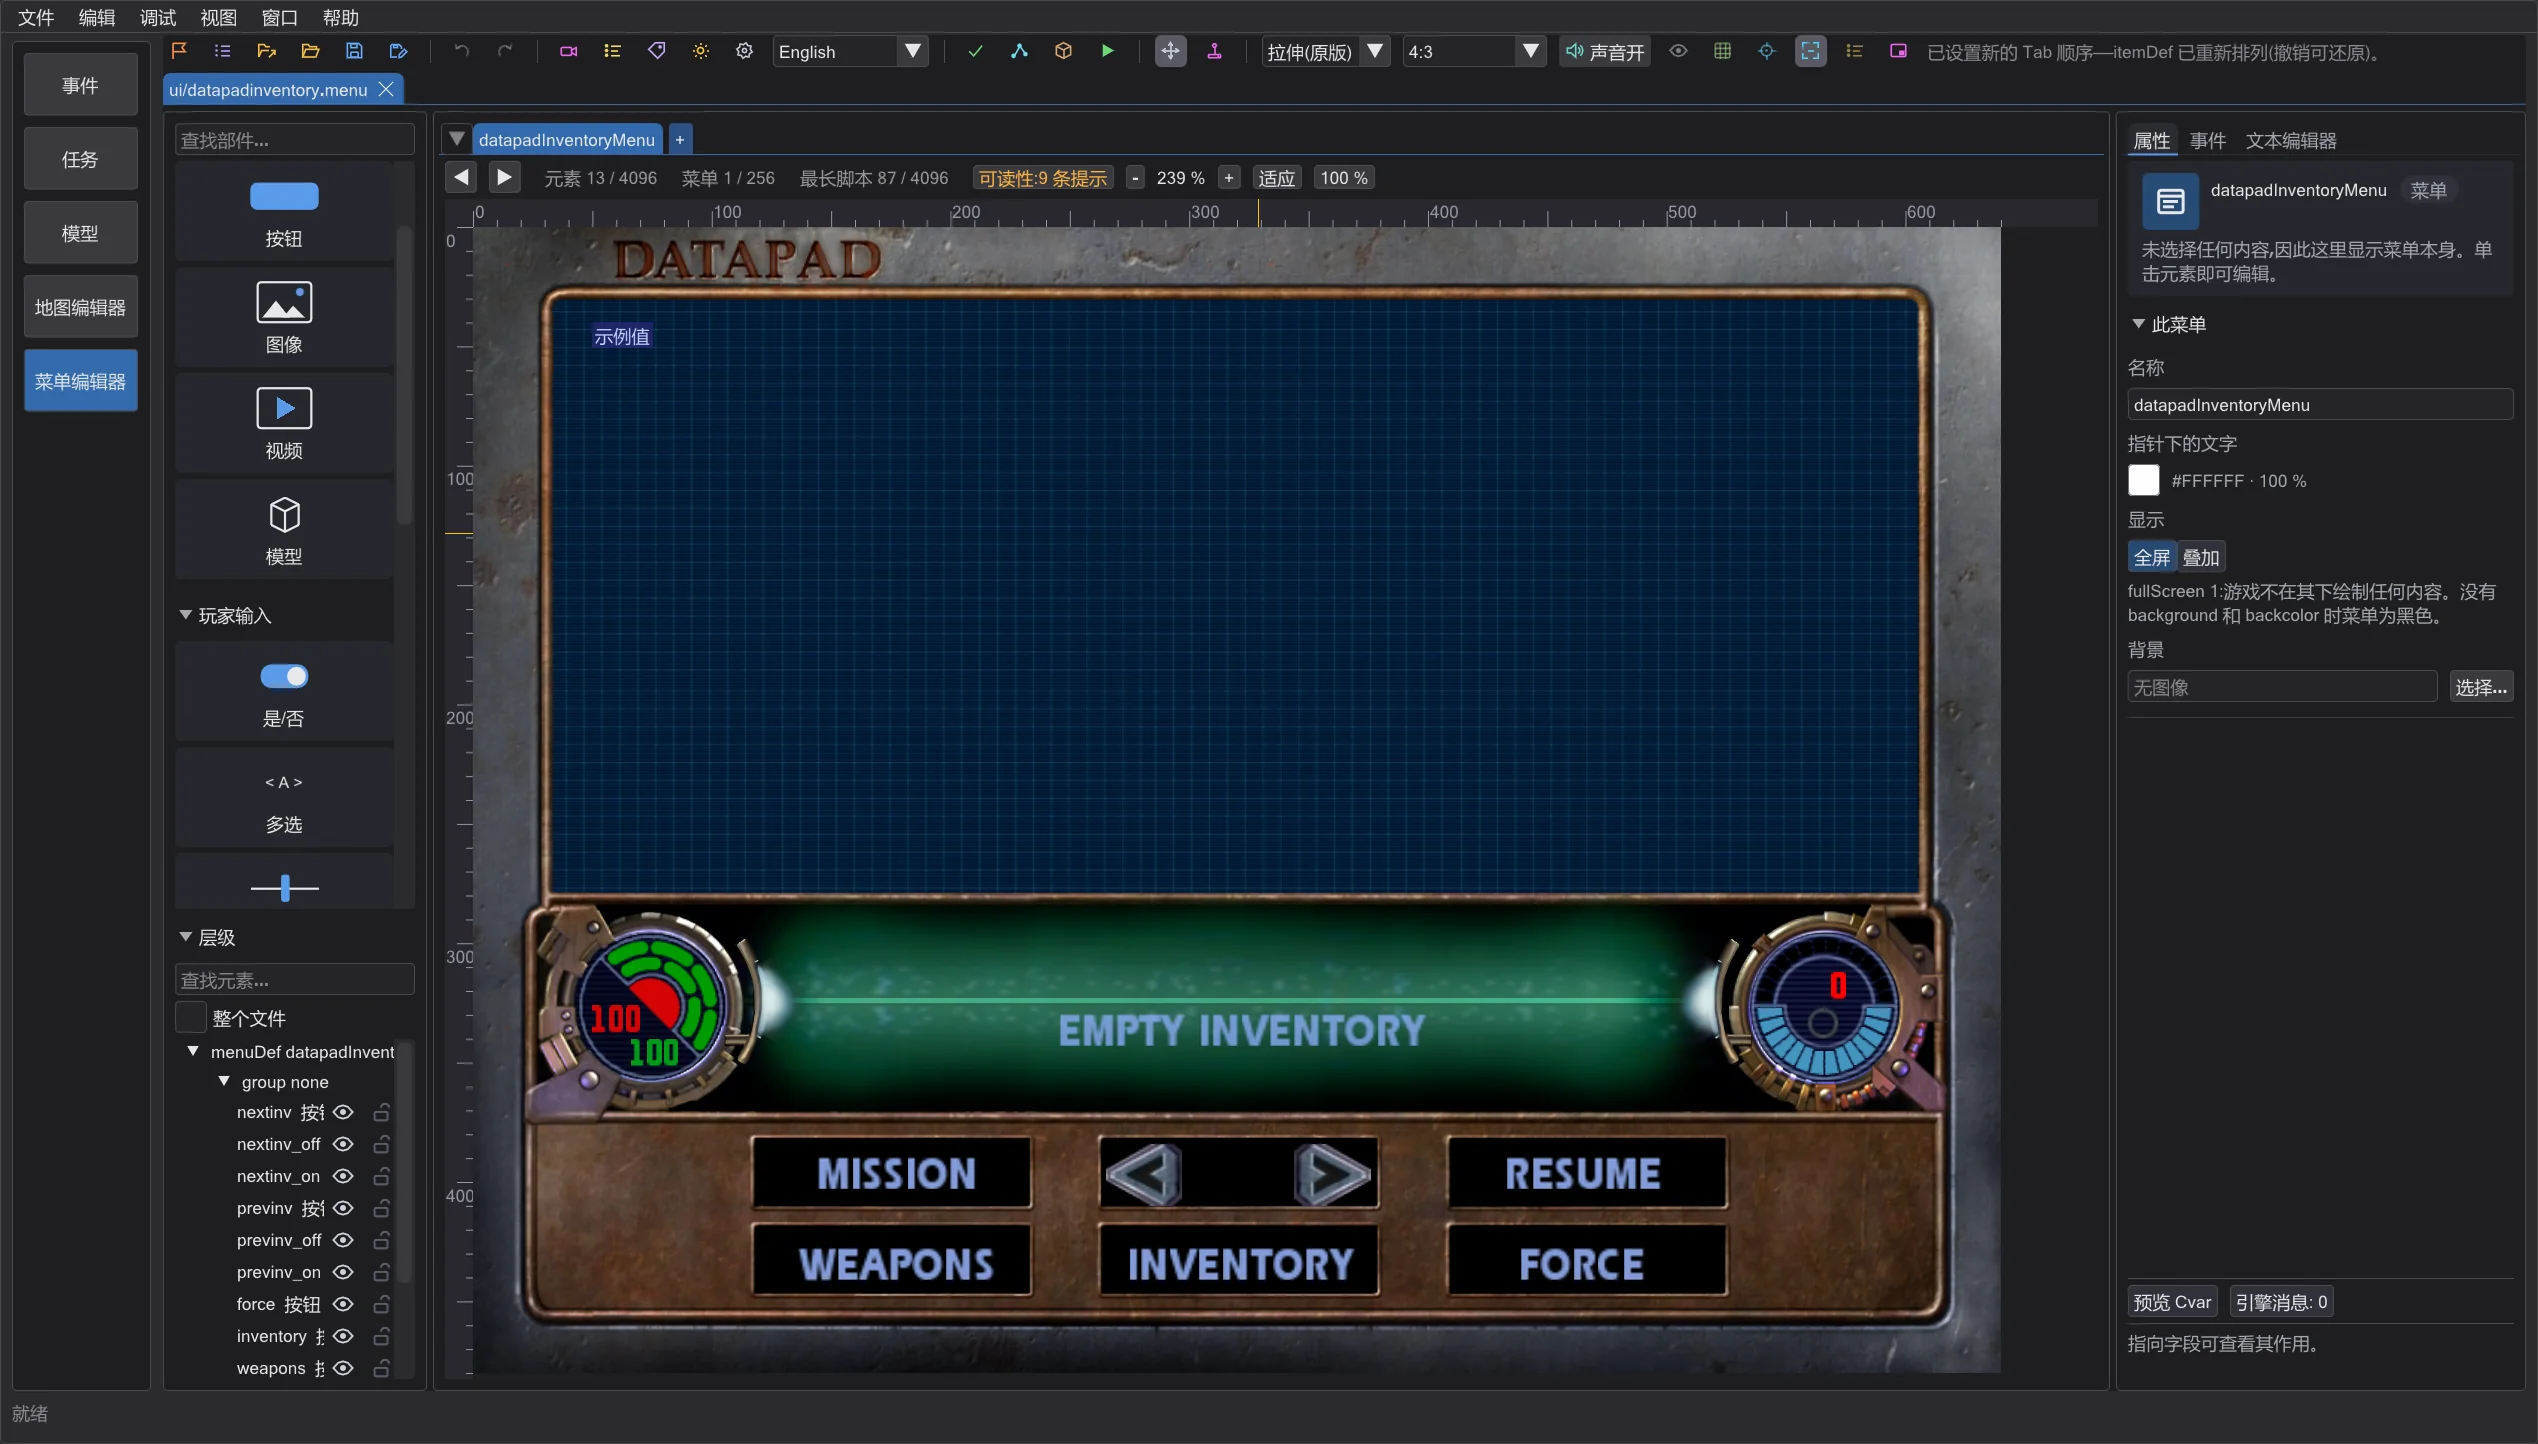 文件 编辑 调试 视图 窗口 帮助
English
拉伸(原版)
4:3
声音开
已设置新的 Tab 顺序—itemDef 已重新排列(撤销可还原)。
事件
任务
模型
地图编辑器
菜单编辑器
ui/datapadinventory.menu
查找部件...
按钮
图像
视频
模型
玩家输入
是/否
< A >
多选
层级
查找元素...
整个文件
menuDef datapadInvent
group none
nextinv
nextinv_off
nextinv_on
previnv
previnv_off
previnv_on
force 按钮
inventory
weapons
datapadInventoryMenu +
元素 13 / 4096 菜单 1 / 256 最长脚本 87 / 4096 可读性:9 条提示 - 239 % + 适应 100 %
0 100 200 300 400 500 600
0
100
200
300
400
DATAPAD
示例值
100
100
EMPTY INVENTORY
0
MISSION
RESUME
WEAPONS
INVENTORY
FORCE
属性 事件 文本编辑器
datapadInventoryMenu 菜单
未选择任何内容,因此这里显示菜单本身。单
击元素即可编辑。
此菜单
名称
datapadInventoryMenu
指针下的文字
#FFFFFF · 100 %
显示
全屏 叠加
fullScreen 1:游戏不在其下绘制任何内容。没有
background 和 backcolor 时菜单为黑色。
背景
无图像 选择...
预览 Cvar 引擎消息: 0
指向字段可查看其作用。
就绪